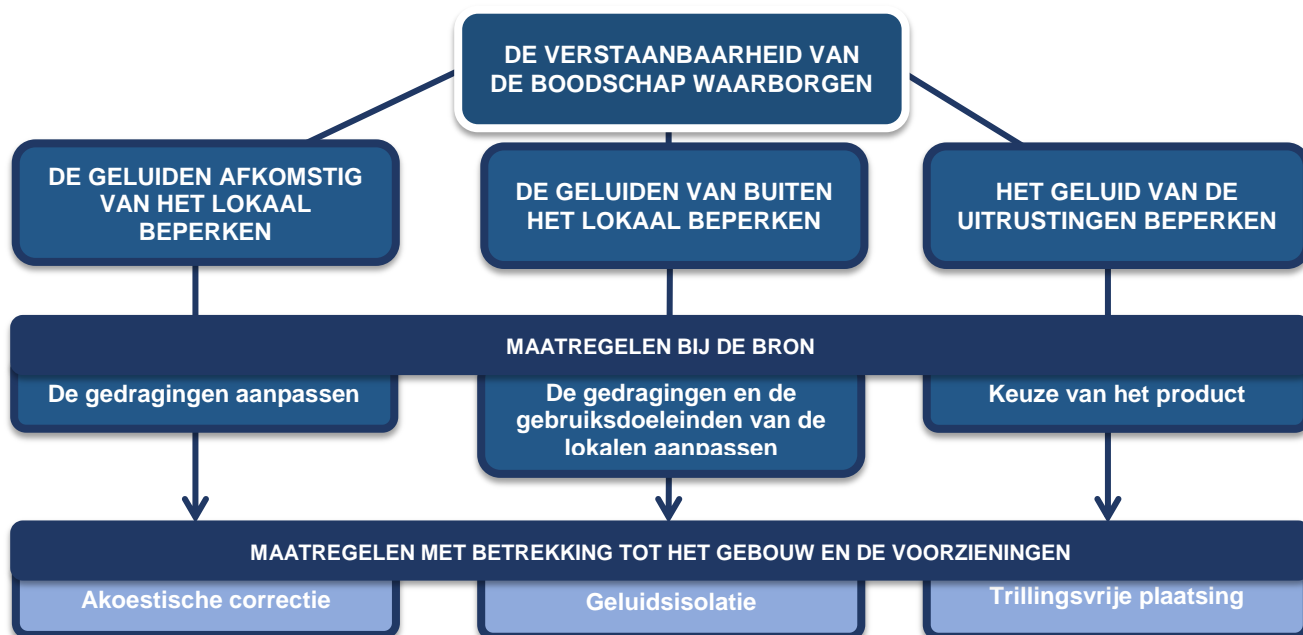 DE VERSTAANBAARHEID VAN
DE BOODSCHAP WAARBORGEN
DE GELUIDEN AFKOMSTIG
VAN HET LOKAAL
BEPERKEN
DE GELUIDEN VAN BUITEN
HET LOKAAL BEPERKEN
HET GELUID VAN DE
UITRUSTINGEN BEPERKEN
MAATREGELEN BIJ DE BRON
De gedragingen aanpassen
De gedragingen en de
gebruiksdoeleinden van de
lokalen aanpassen
Keuze van het product
MAATREGELEN MET BETREKKING TOT HET GEBOUW EN DE VOORZIENINGEN
Akoestische correctie
Geluidsisolatie
Trillingsvrije plaatsing